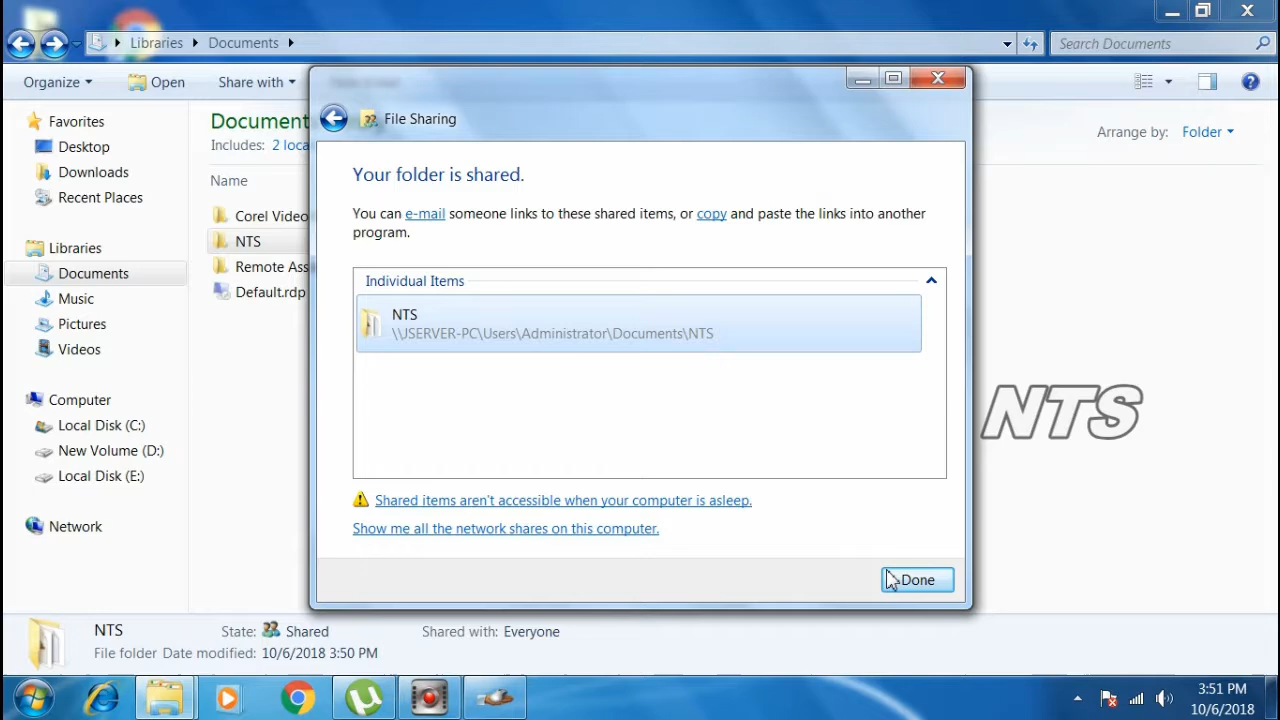 Libraries Documents
Search Documents
Organize Open Share with
File Sharing
Favorites
Desktop
Downloads
Recent Places
Libraries
Documents
Music
Pictures
Videos
Computer
Local Disk (C:)
New Volume (D:)
Local Disk (E:)
Network
Document
Includes: 2 loca
Arrange by: Folder
Name
Corel Video
NTS
Remote Ass
Default.rdp
Your folder is shared.
You can e-mail someone links to these shared items, or copy and paste the links into another
program.
Individual Items
NTS
\\JSERVER-PC\Users\Administrator\Documents\NTS
Shared items aren't accessible when your computer is asleep.
Show me all the network shares on this computer.
Done
NTS
NTS State: Shared Shared with: Everyone
File folder Date modified: 10/6/2018 3:50 PM
3:51 PM
10/6/2018